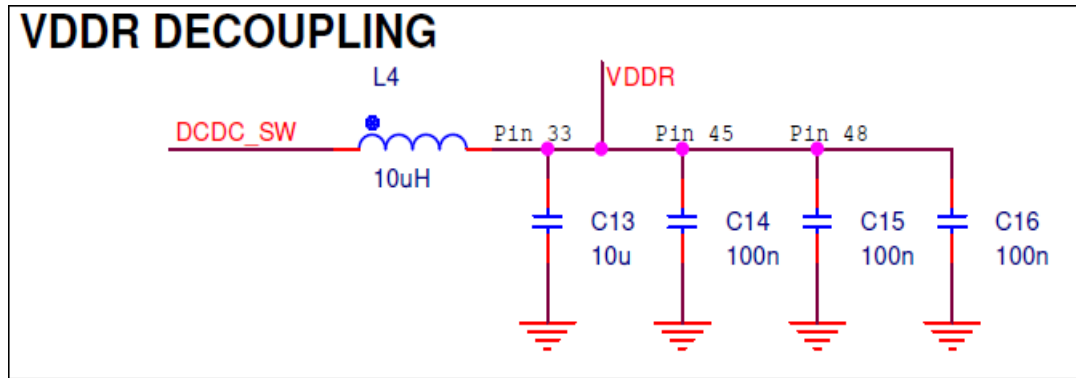 VDDR DECOUPLING
L4
VDDR
DCDC_SW
Pin 33
Pin 45
Pin 48
10uH
C13
C14
C15
C16
10u
100n
100n
100n